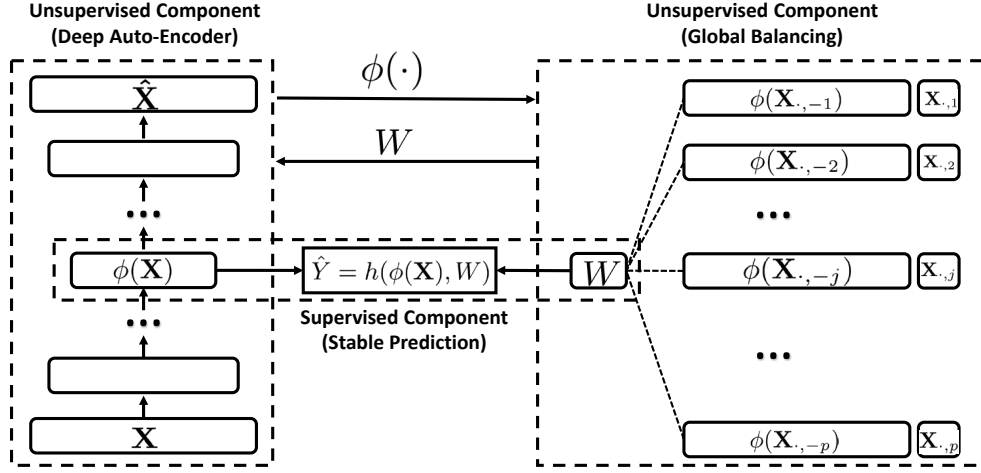 Unsupervised Component
(Deep Auto-Encoder)
Unsupervised Component
(Global Balancing)
X̂
ϕ(·)
W
...
ϕ(X)
Ŷ = h(ϕ(X), W)
W
Supervised Component
(Stable Prediction)
...
X
ϕ(X.,−1) X.,1
ϕ(X.,−2) X.,2
...
ϕ(X.,−j) X.,j
...
ϕ(X.,−p) X.,p